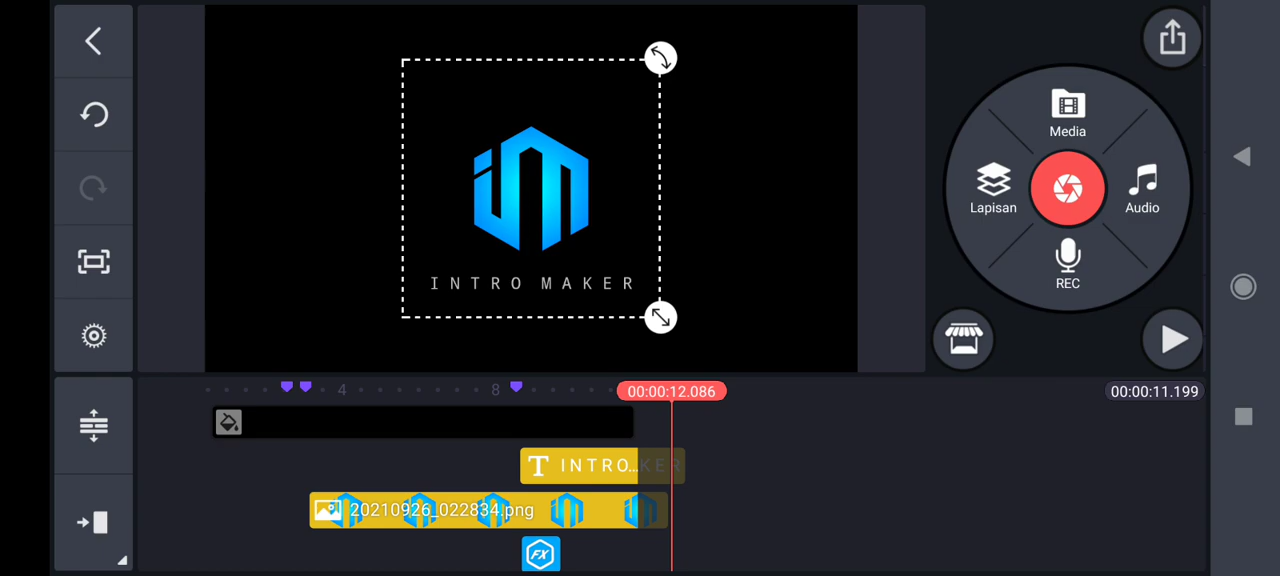 Media
Lapisan
Audio
REC
INTRO MAKER
4
8
00:00:12.086
00:00:11.199
T INTRO...KER
20210926_022834.png
FX